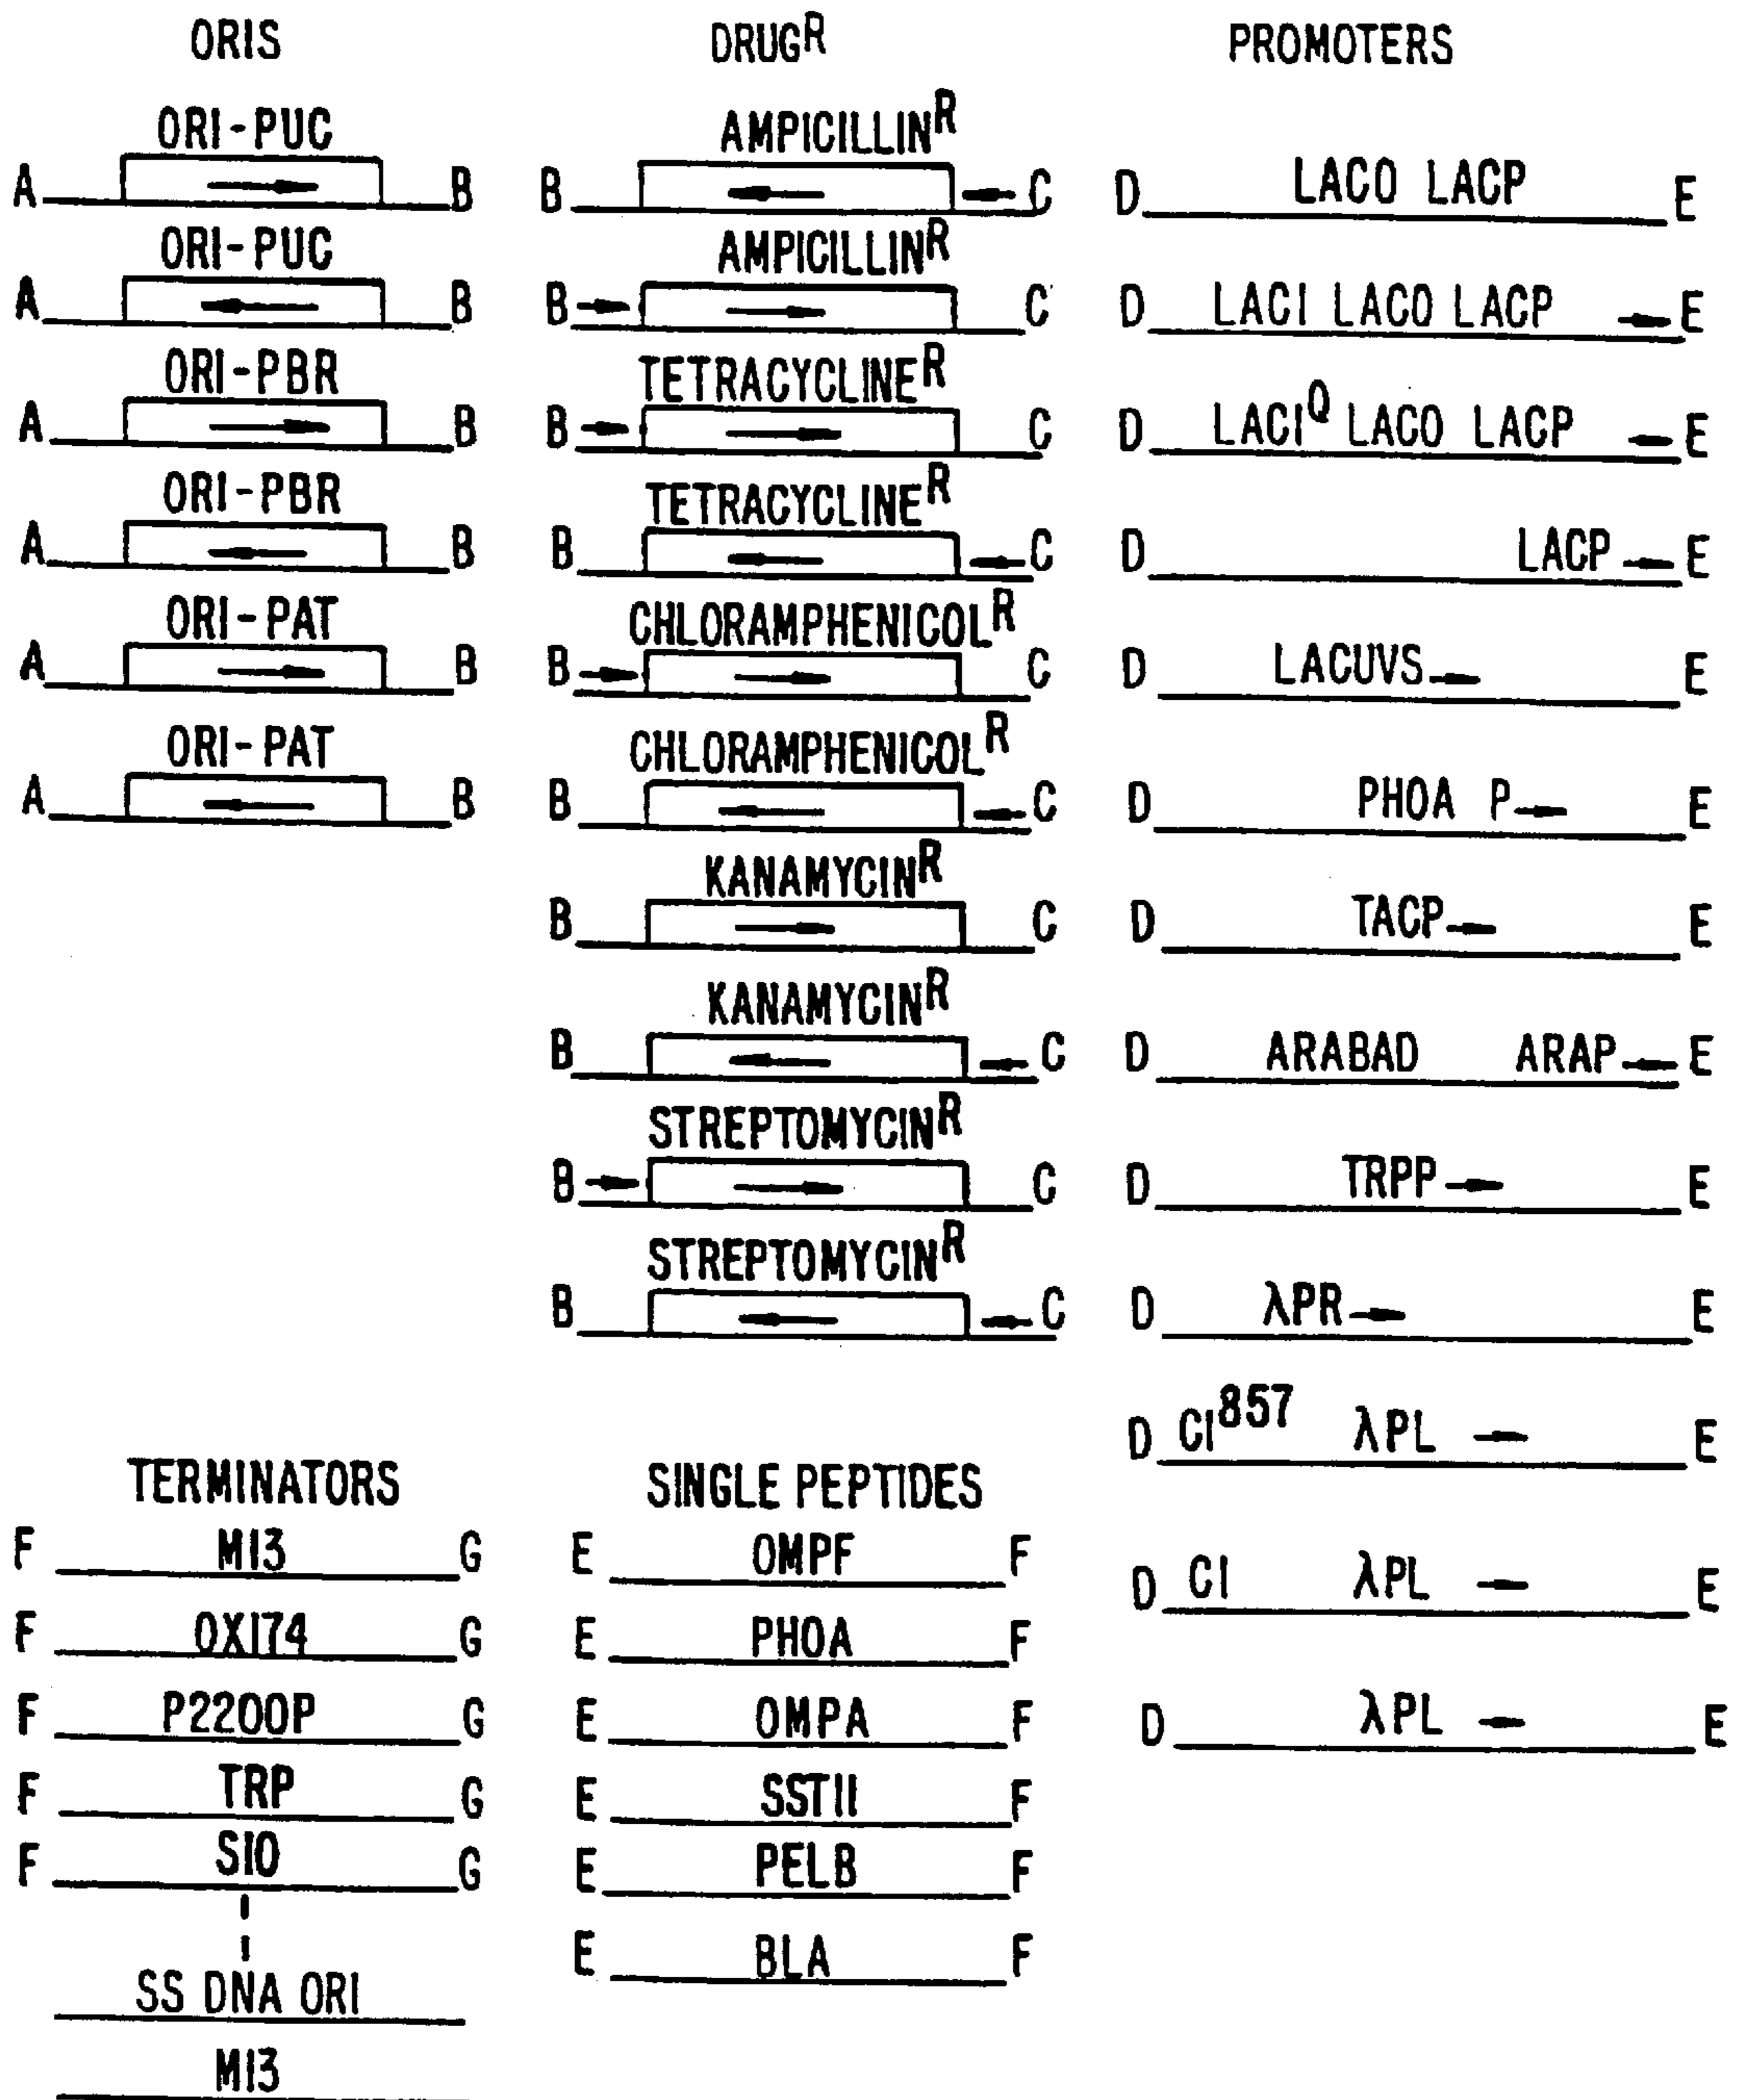 ORIS
ORI-PUC
A B
ORI-PUC
A B
ORI-PBR
A B
ORI-PBR
A B
ORI-PAT
A B
ORI-PAT
A B
DRUGR
AMPICILLINR
B C
AMPICILLINR
B C
TETRACYCLINER
B C
TETRACYCLINER
B C
CHLORAMPHENICOLR
B C
CHLORAMPHENICOLR
B C
KANAMYCINR
B C
KANAMYCINR
B C
STREPTOMYCINR
B C
STREPTOMYCINR
B C
PROMOTERS
D LACO LACP E
D LACI LACO LACP E
D LACIQ LACO LACP E
D LACP E
D LACUVS E
D PHOA P E
D TACP E
D ARABAD ARAP E
D TRPP E
D λPR E
D CI857 λPL E
D CI λPL E
D λPL E
TERMINATORS
F M13 G
F OX174 G
F P2200P G
F TRP G
F S10 G
SS DNA ORI
M13
SINGLE PEPTIDES
E OMPF F
E PHOA F
E OMPA F
E SSTII F
E PELB F
E BLA F